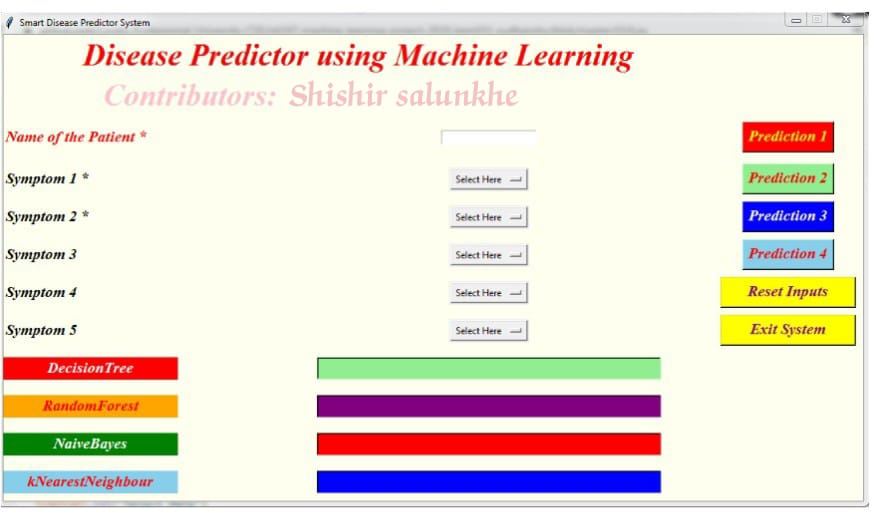 Smart Disease Predictor System
Disease Predictor using Machine Learning
Contributors: Shishir salunkhe
Name of the Patient * Prediction 1
Symptom 1 * Select Here Prediction 2
Symptom 2 * Select Here Prediction 3
Symptom 3 Select Here Prediction 4
Symptom 4 Select Here Reset Inputs
Symptom 5 Select Here Exit System
DecisionTree
RandomForest
NaiveBayes
kNearestNeighbour